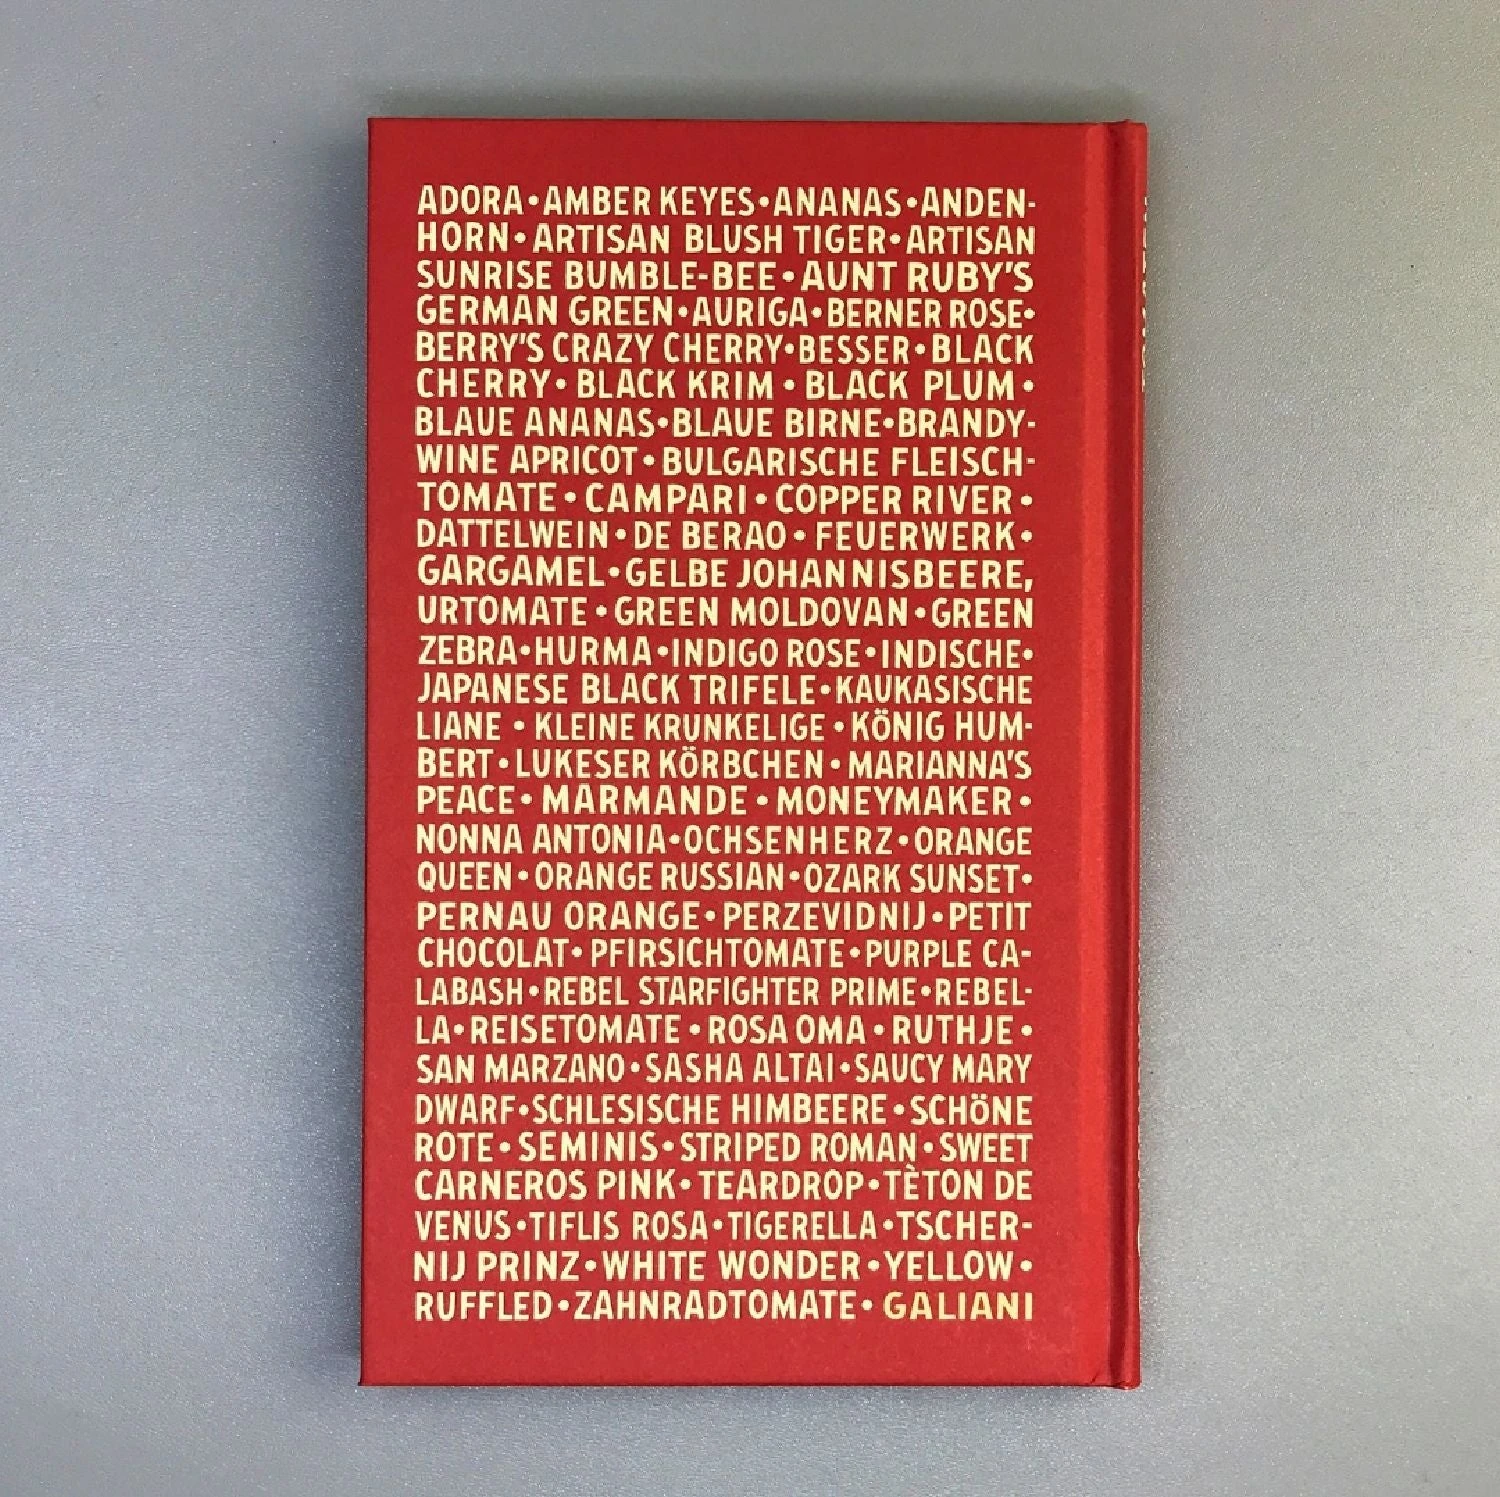 ADORA•AMBER KEYES•ANANAS•ANDEN-
HORN•ARTISAN BLUSH TIGER•ARTISAN
SUNRISE BUMBLE-BEE•AUNT RUBY'S
GERMAN GREEN•AURIGA•BERNER ROSE•
BERRY'S CRAZY CHERRY•BESSER•BLACK
CHERRY•BLACK KRIM•BLACK PLUM•
BLAUE ANANAS•BLAUE BIRNE•BRANDY-
WINE APRICOT•BULGARISCHE FLEISCH-
TOMATE•CAMPARI•COPPER RIVER•
DATTELWEIN•DE BERAO•FEUERWERK•
GARGAMEL•GELBE JOHANNISBEERE,
URTOMATE•GREEN MOLDOVAN•GREEN
ZEBRA•HURMA•INDIGO ROSE•INDISCHE•
JAPANESE BLACK TRIFELE•KAUKASISCHE
LIANE•KLEINE KRUNKELIGE•KÖNIG HUM-
BERT•LUKESER KÖRBCHEN•MARIANNA'S
PEACE•MARMANDE•MONEYMAKER•
NONNA ANTONIA•OCHSENHERZ•ORANGE
QUEEN•ORANGE RUSSIAN•OZARK SUNSET•
PERNAU ORANGE•PERZEVIDNIJ•PETIT
CHOCOLAT•PFIRSICHTOMATE•PURPLE CA-
LABASH•REBEL STARFIGHTER PRIME•REBEL-
LA•REISETOMATE•ROSA OMA•RUTHJE•
SAN MARZANO•SASHA ALTAI•SAUCY MARY
DWARF•SCHLESISCHE HIMBEERE•SCHÖNE
ROTE•SEMINIS•STRIPED ROMAN•SWEET
CARNEROS PINK•TEARDROP•TÈTON DE
VENUS•TIFLIS ROSA•TIGERELLA•TSCHER-
NIJ PRINZ•WHITE WONDER•YELLOW•
RUFFLED•ZAHNRADTOMATE•GALIANI